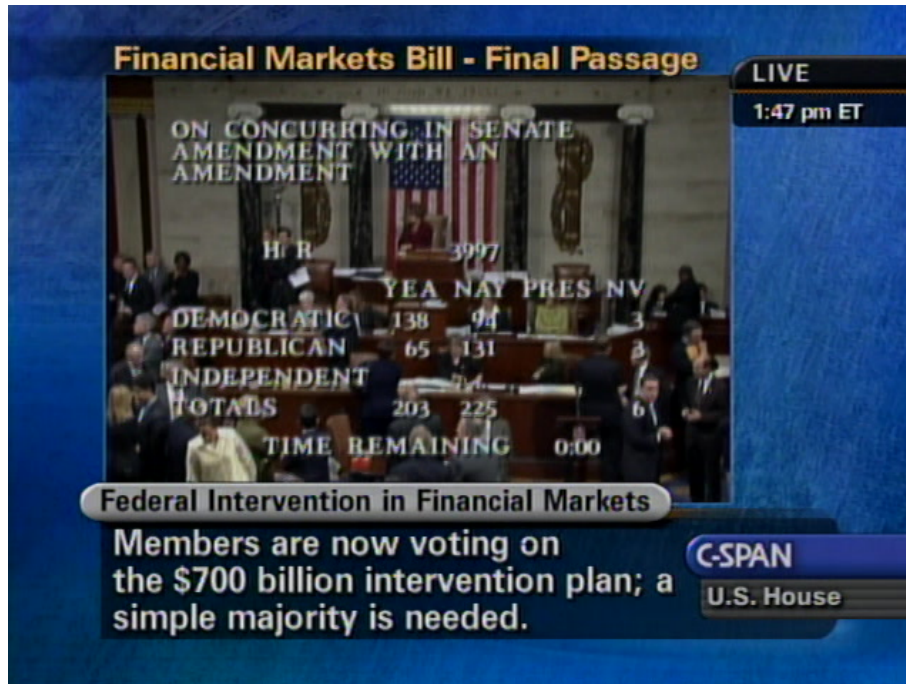 Financial Markets Bill - Final Passage
LIVE
1:47 pm ET
ON CONCURRING IN SENATE
AMENDMENT WITH AN
AMENDMENT
H R 3997
YEA NAY PRES NV
DEMOCRATIC 138 94 3
REPUBLICAN 65 131 3
INDEPENDENT
TOTALS 203 225 6
TIME REMAINING 0:00
Federal Intervention in Financial Markets
Members are now voting on
the $700 billion intervention plan; a
simple majority is needed.
C-SPAN
U.S. House